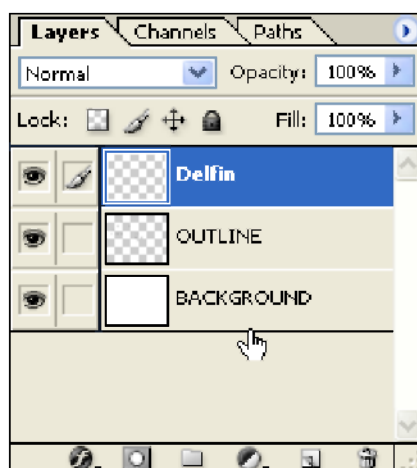 Layers Channels Paths
Normal Opacity: 100%
Lock: Fill: 100%
Delfin
OUTLINE
BACKGROUND